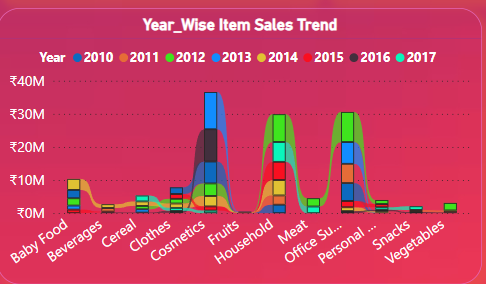 Year_Wise Item Sales Trend
Year 2010 2011 2012 2013 2014 2015 2016 2017
₹40M
₹30M
₹20M
₹10M
₹0M
Baby Food
Beverages
Cereal
Clothes
Cosmetics
Fruits
Household
Meat
Office Su...
Personal ...
Snacks
Vegetables